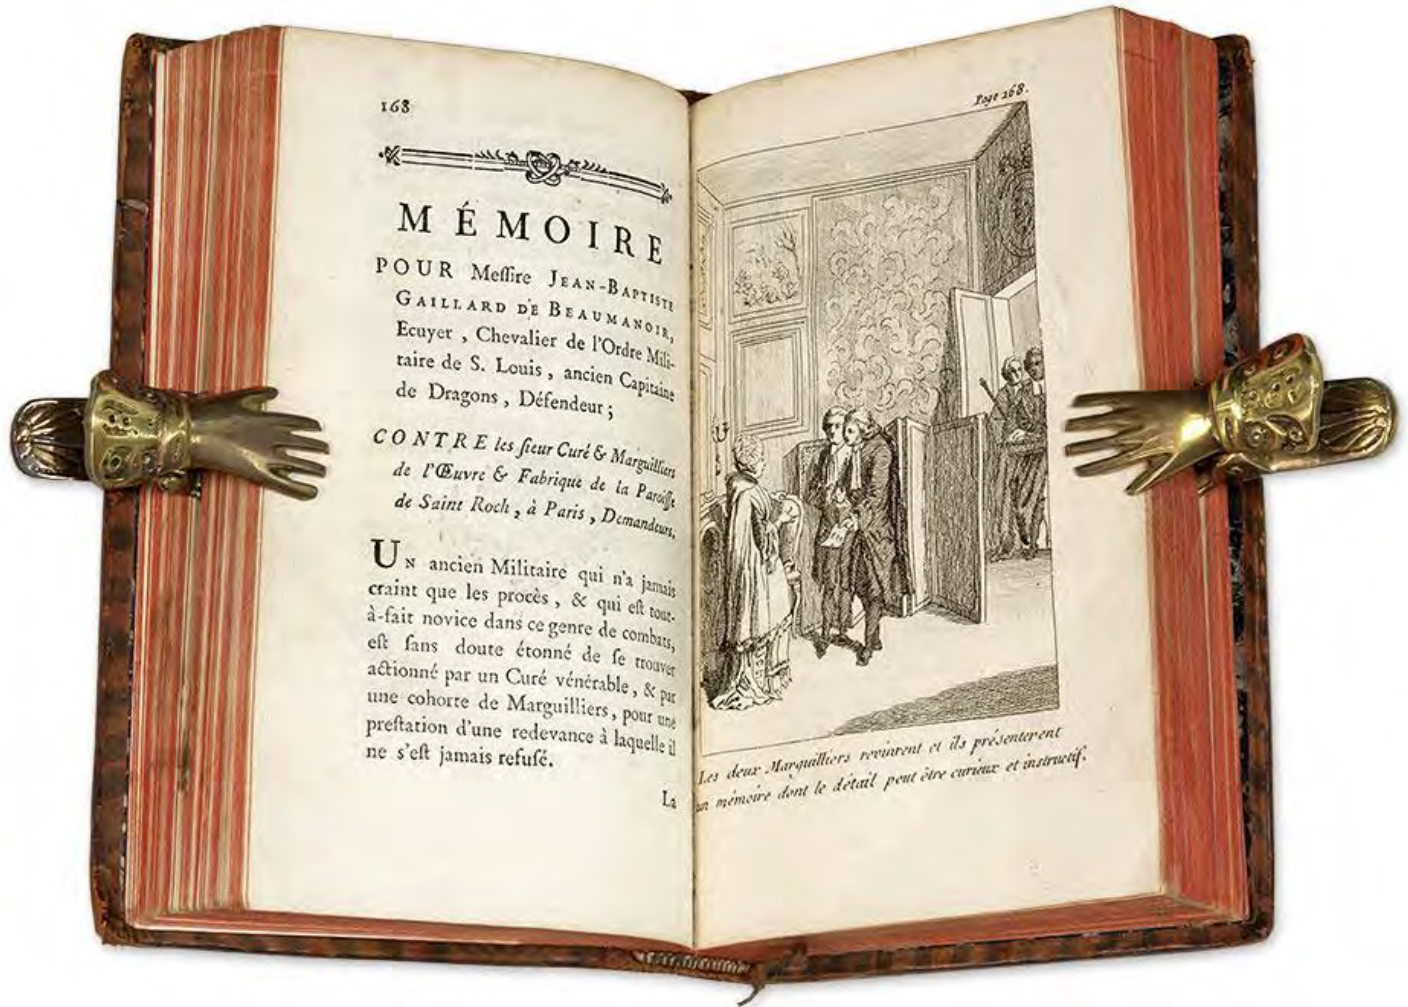 168
MÉMOIRE
POUR Meſſire JEAN-BAPTISTE
GAILLARD DE BEAUMANOIR,
Ecuyer , Chevalier de l'Ordre Mili-
taire de S. Louis , ancien Capitaine
de Dragons , Défendeur ;
CONTRE les ſieur Curé & Marguilliers
de l'Œuvre & Fabrique de la Paroiſſe
de Saint Roch , à Paris , Demandeurs.
UN ancien Militaire qui n'a jamais
craint que les procès , & qui eſt tout-
à-fait novice dans ce genre de combats,
eſt ſans doute étonné de ſe trouver
actionné par un Curé vénérable , & par
une cohorte de Marguilliers , pour une
preſtation d'une redevance à laquelle il
ne s'eſt jamais refuſé.
La
Page 168.
Les deux Marguilliers revinrent et ils présenterent
un mémoire dont le détail peut être curieux et instructif.